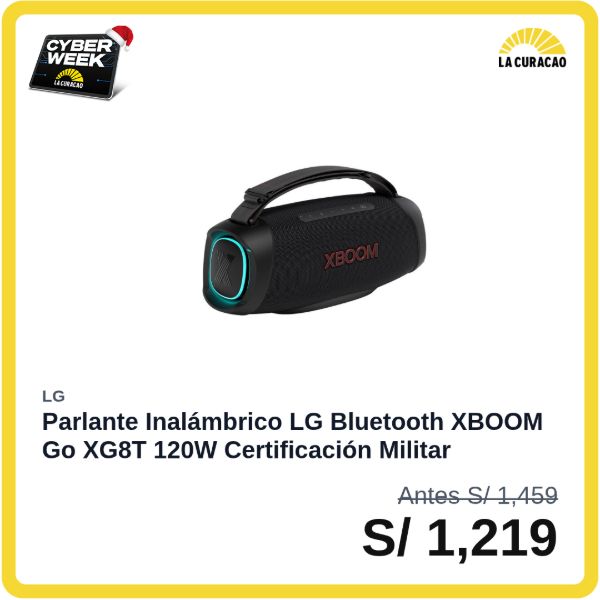 CYBER
WEEK
LA CURACAO
LA CURACAO
XBOOM
LG
Parlante Inalámbrico LG Bluetooth XBOOM
Go XG8T 120W Certificación Militar
Antes S/ 1,459
S/ 1,219